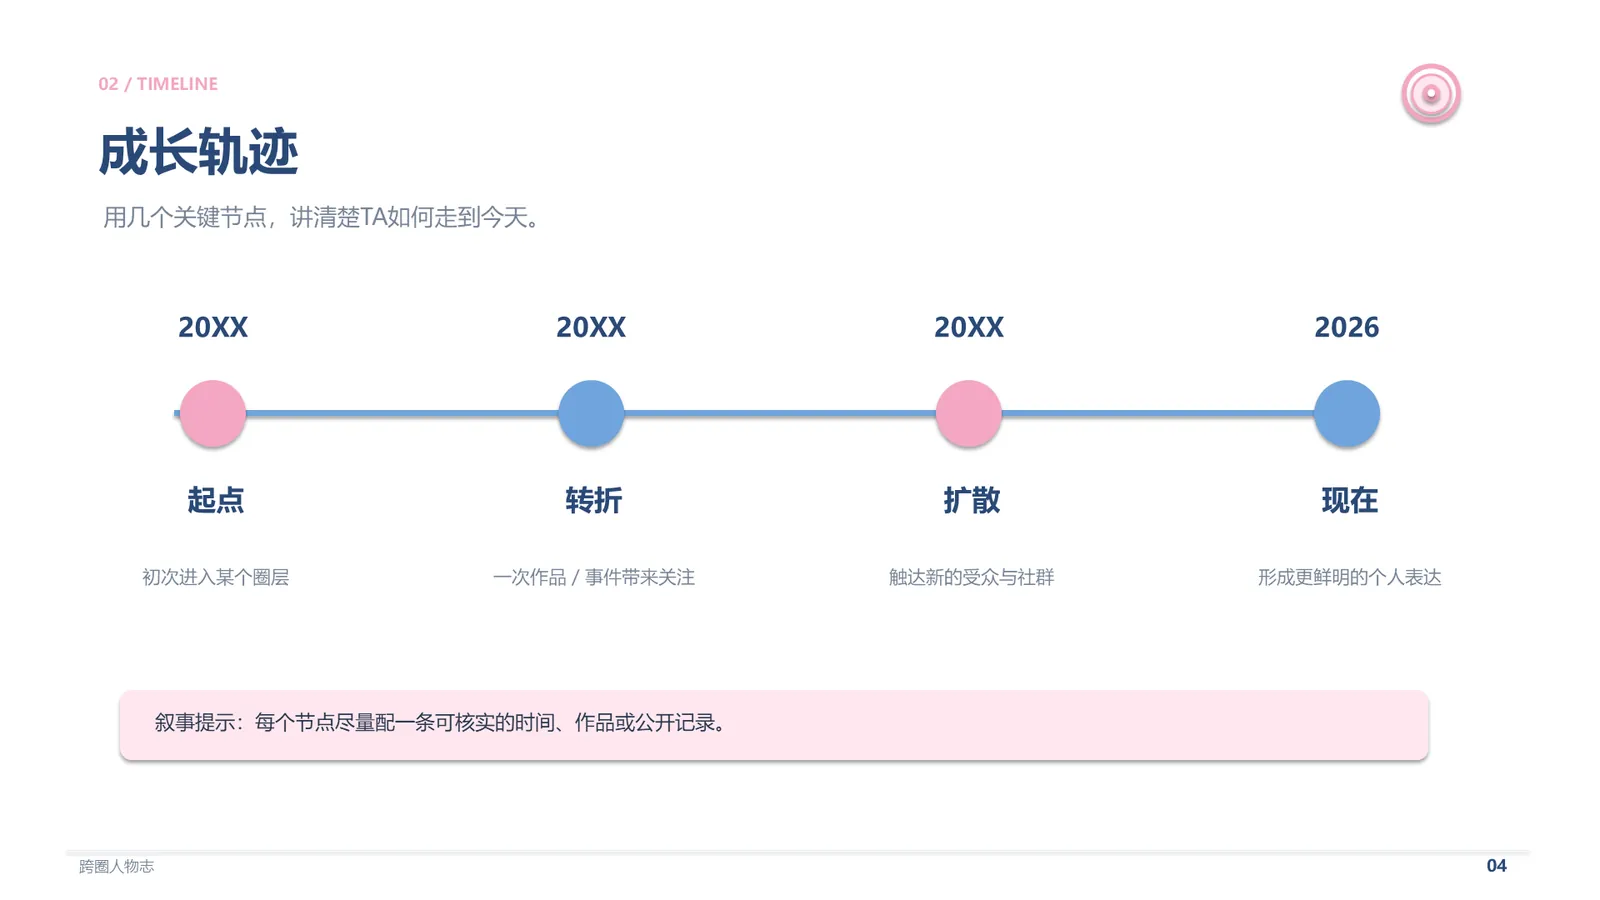 02 / TIMELINE
成长轨迹
用几个关键节点，讲清楚TA如何走到今天。
20XX
20XX
20XX
2026
起点
转折
扩散
现在
初次进入某个圈层
一次作品 / 事件带来关注
触达新的受众与社群
形成更鲜明的个人表达
叙事提示：每个节点尽量配一条可核实的时间、作品或公开记录。
跨圈人物志
04